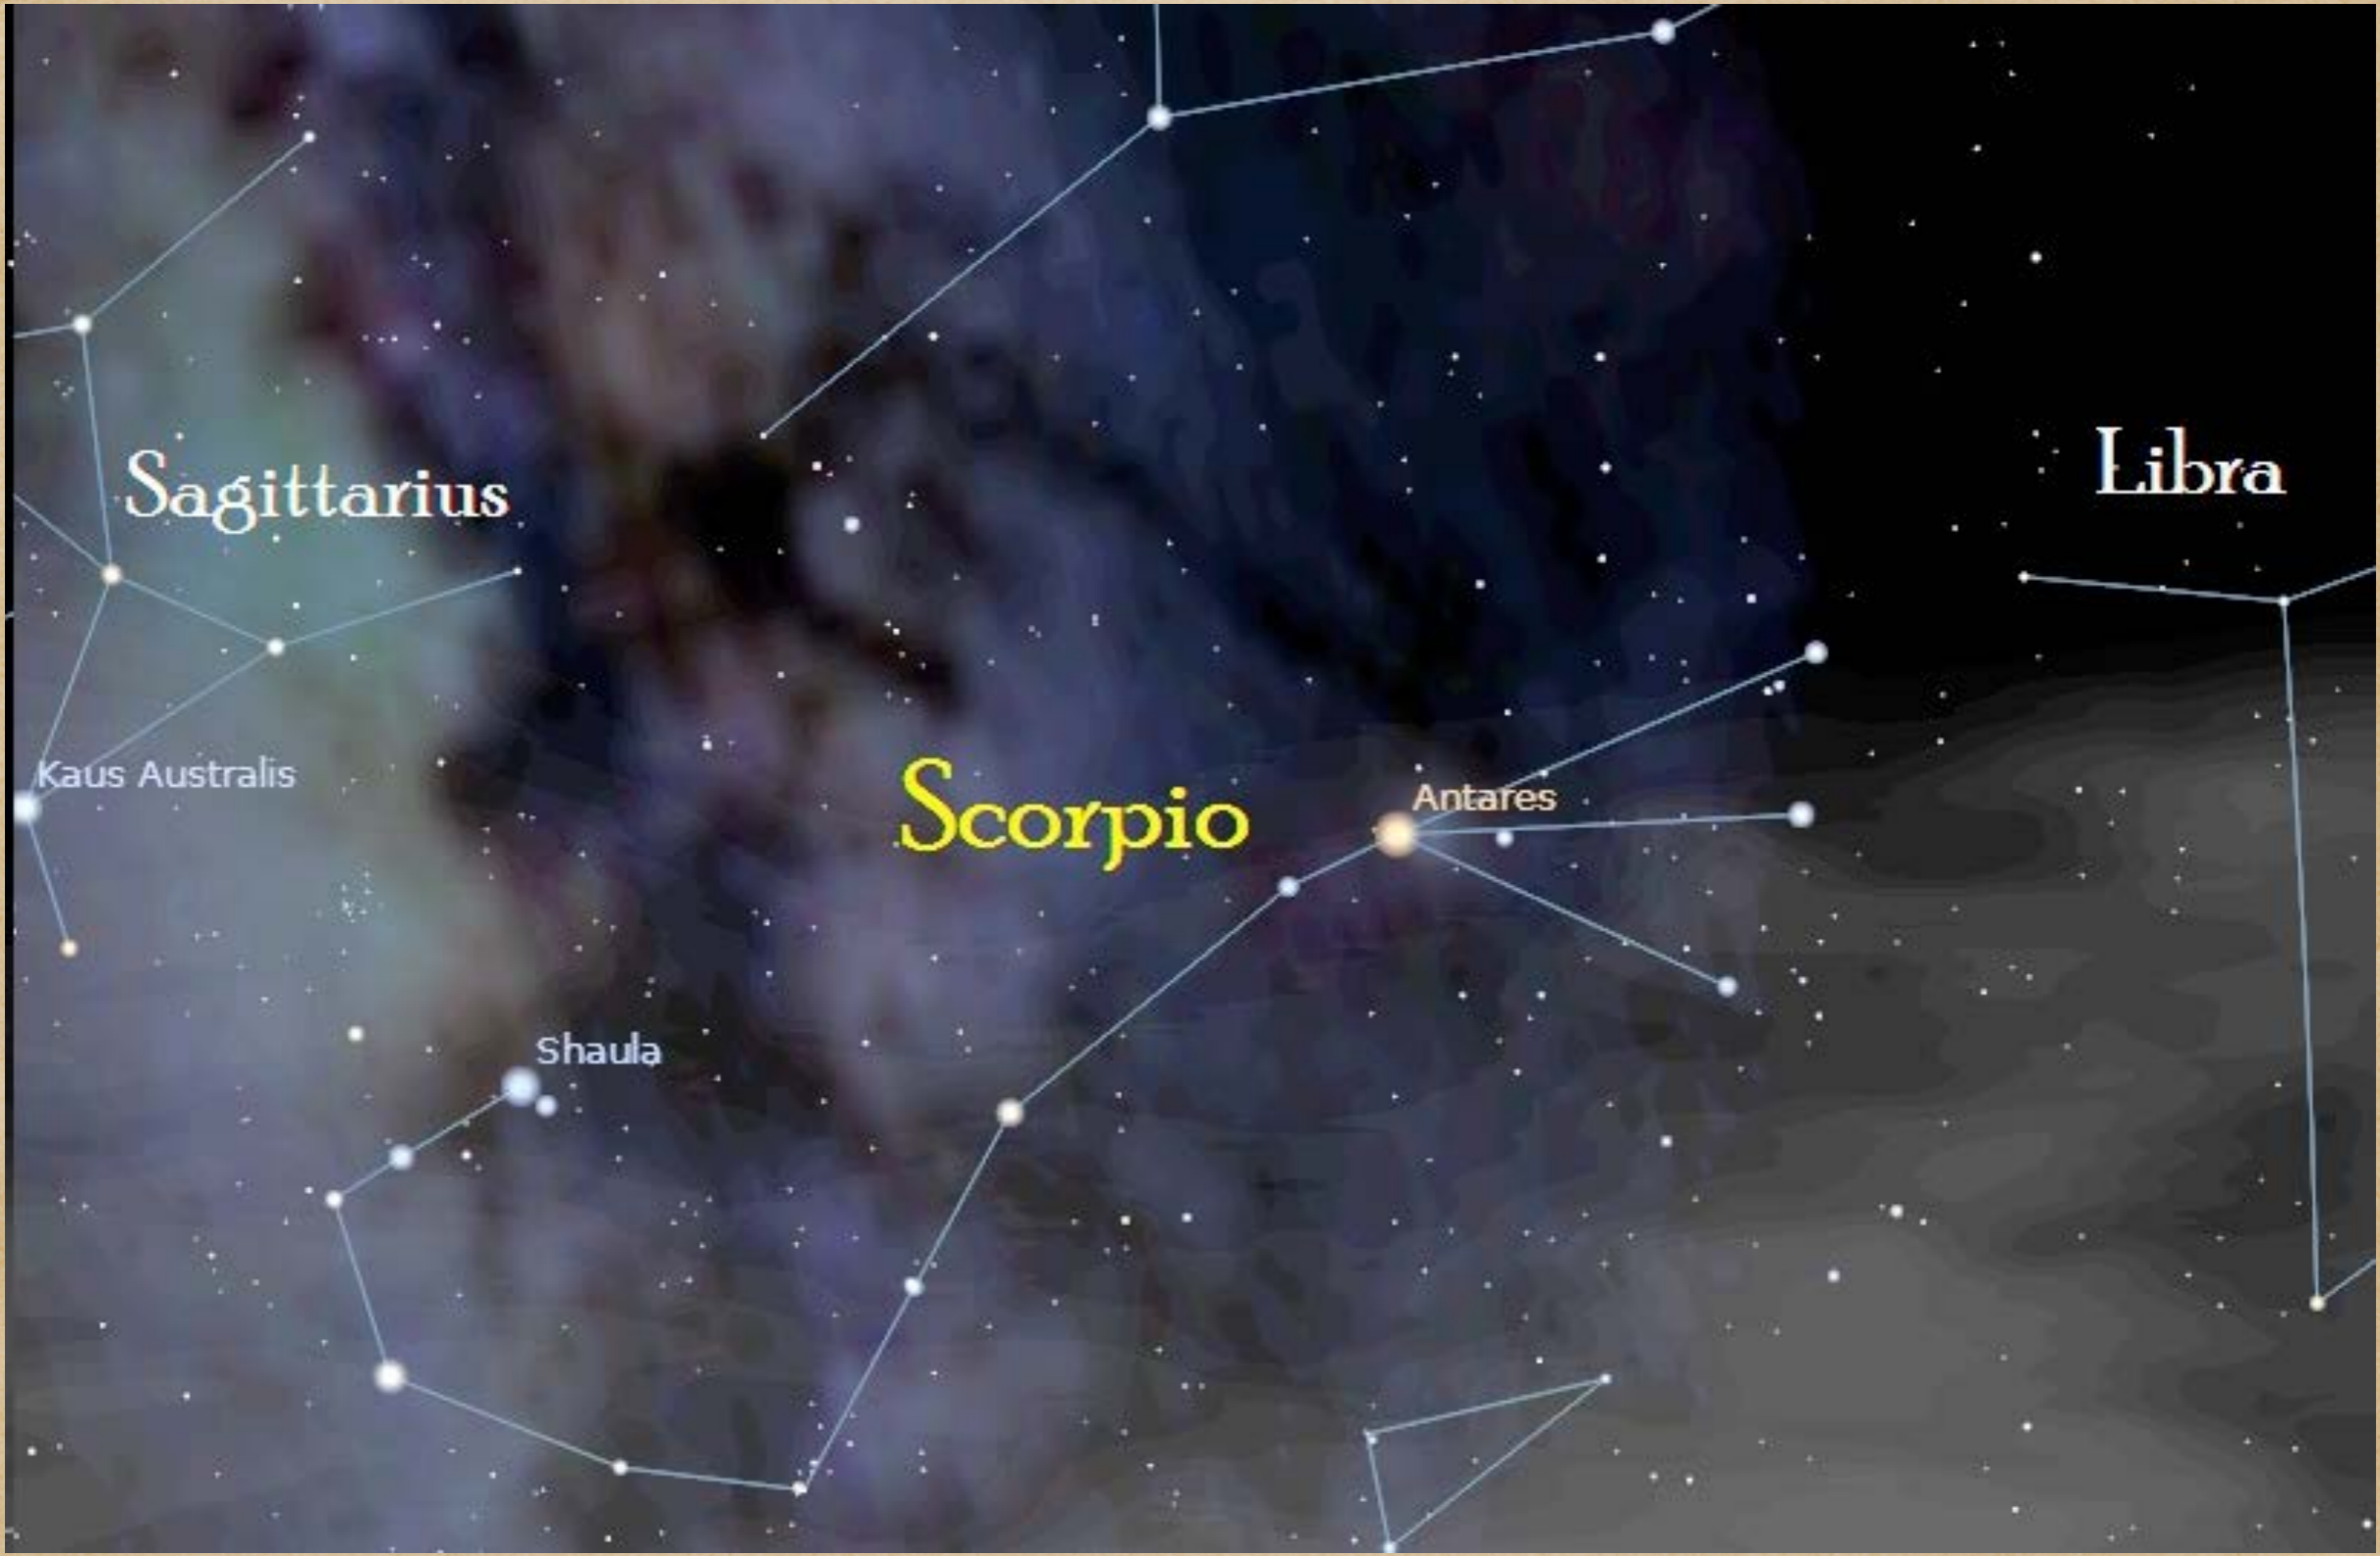 Libra
Sagittarius
Kaus Australis
Scorpio
Antares
Shaula